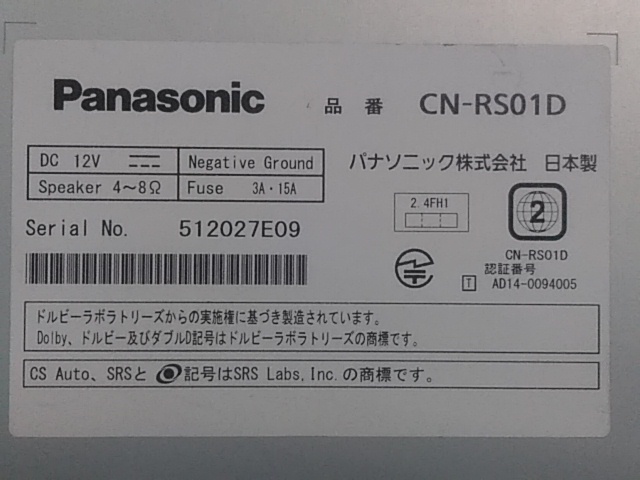 Panasonic 品番 CN-RS01D
DC 12V Negative Ground
Speaker 4～8Ω Fuse 3A・15A
パナソニック株式会社 日本製
2.4FH1
2
Serial No. 512027E09
CN-RS01D
認証番号
T AD14-0094005
ドルビーラボラトリーズからの実施権に基づき製造されています。
Dolby、ドルビー及びダブルD記号はドルビーラボラトリーズの商標です。
CS Auto、SRSと 記号はSRS Labs,Inc.の商標です。